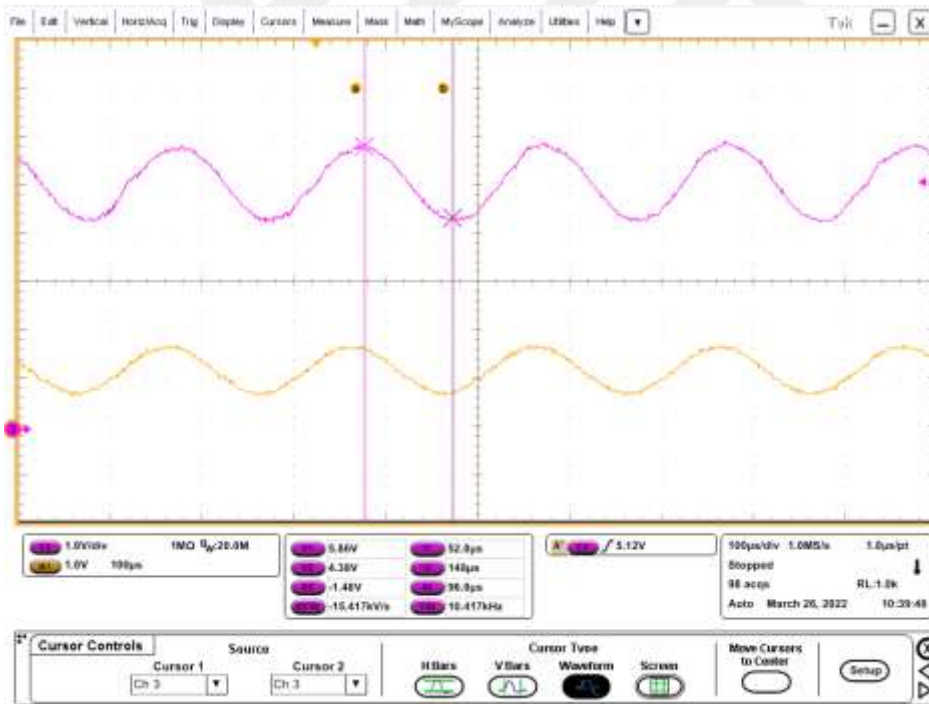 File Edit Vertical Horiz/Acq Trig Display Cursors Measure Mask Math MyScope Analyze Utilities Help Tek X
a b
1.0V/div 1MΩ 20.0M
1.0V 100µs
5.86V 52.0µs
4.38V 148µs
-1.48V 96.0µs
-15.417kV/s 10.417kHz
A' 5.12V
100µs/div 1.0MS/s 1.0µs/pt
Stopped
98 acqs RL:1.0k
Auto March 26, 2022 10:39:48
Cursor Controls
Source
Cursor 1 Cursor 2
Ch 3 Ch 3
Cursor Type
H Bars V Bars Waveform Screen
Move Cursors
to Center
Setup
X